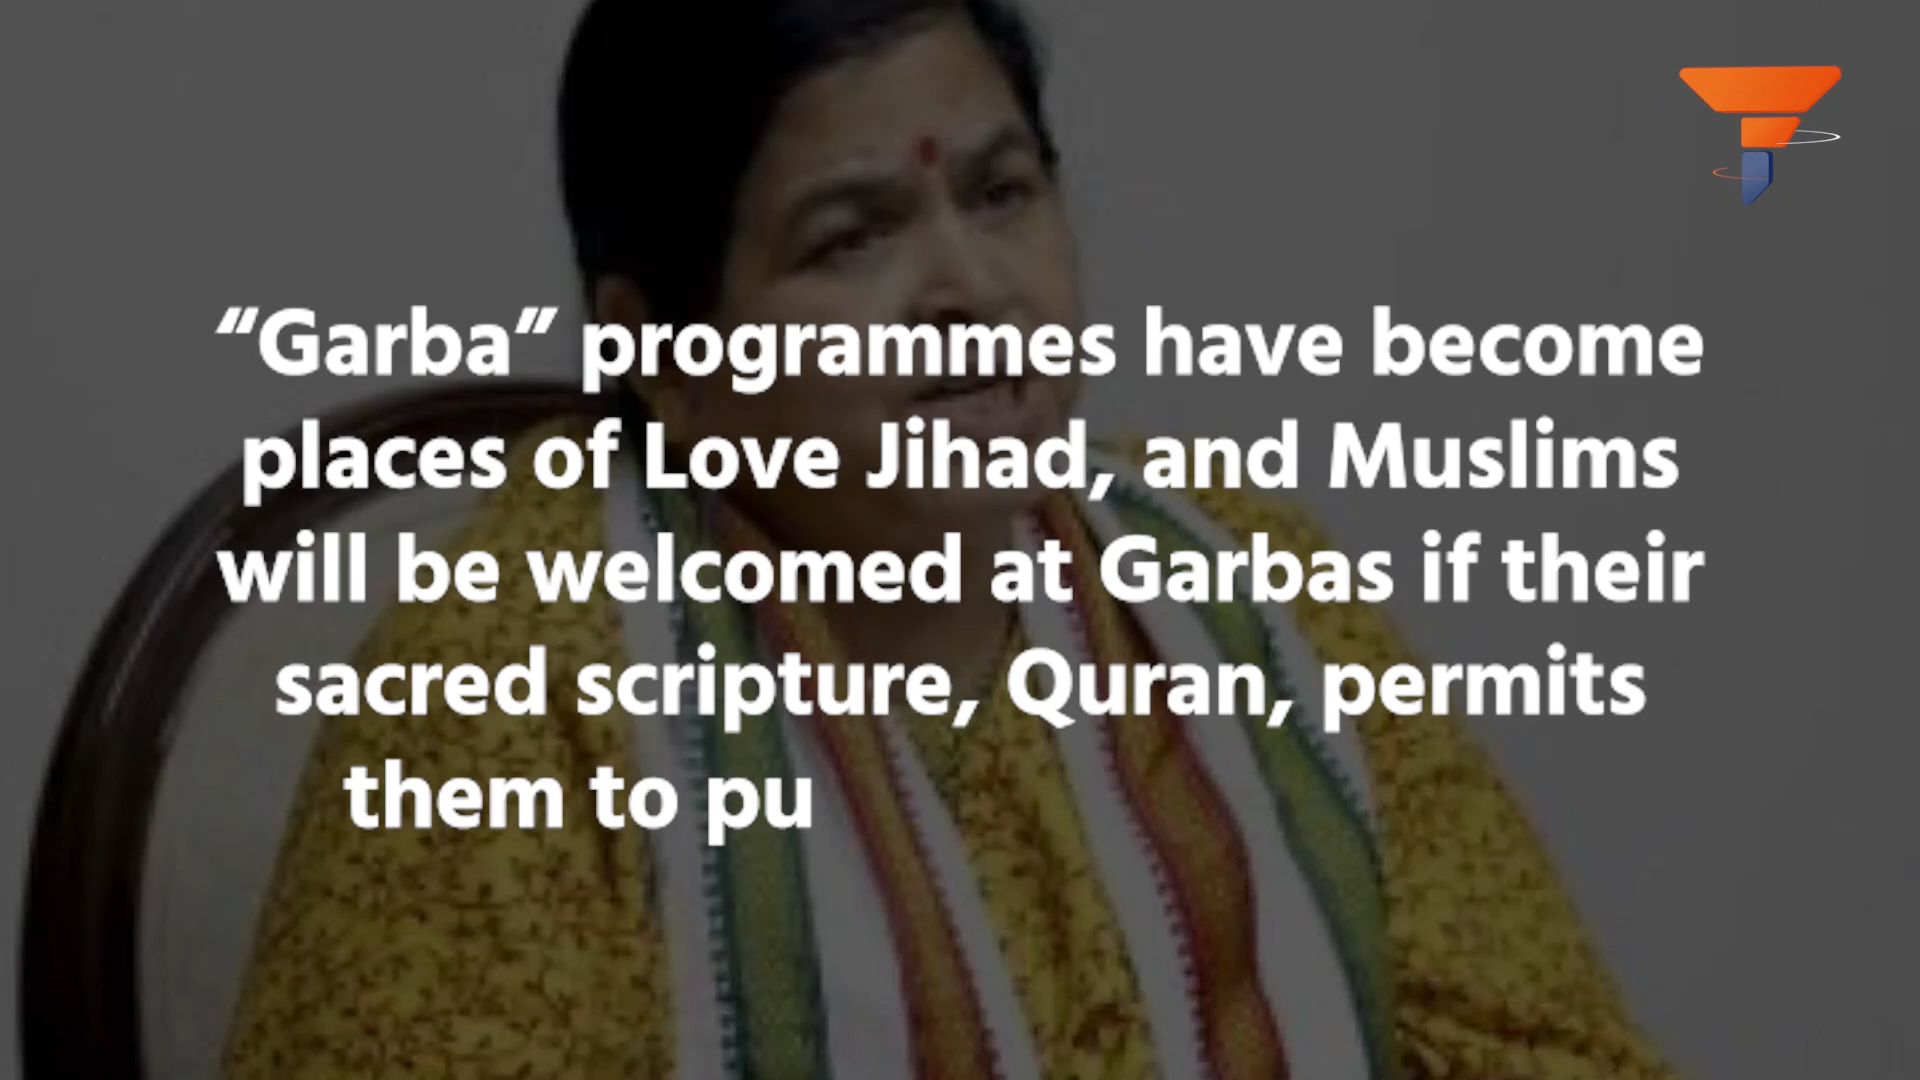 “Garba” programmes have become
places of Love Jihad, and Muslims
will be welcomed at Garbas if their
sacred scripture, Quran, permits
them to pu